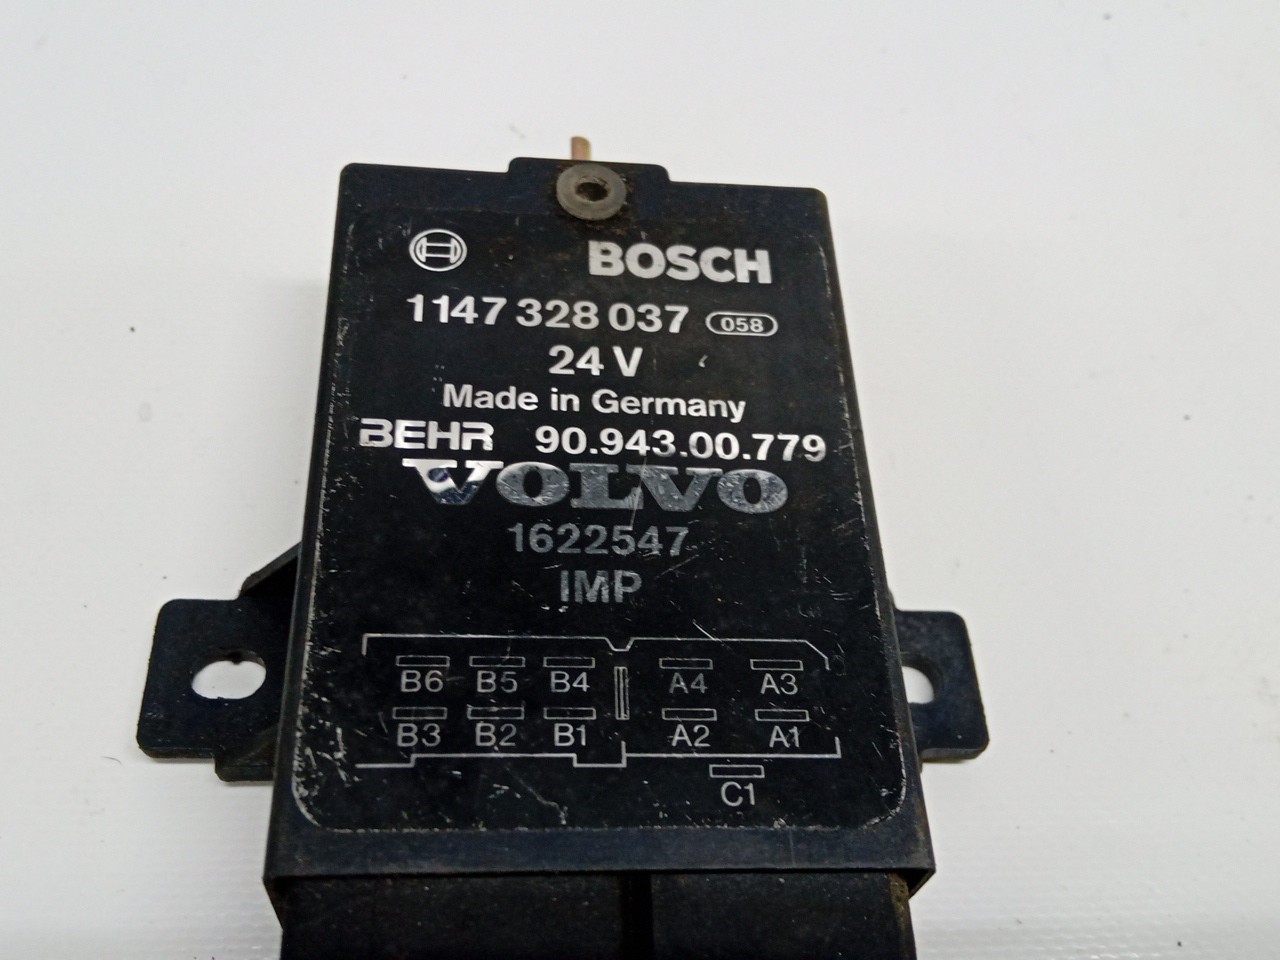 BOSCH
1147 328 037 058
24 V
Made in Germany
BEHR 90.943.00.779
VOLVO
1622547
IMP
B6 B5 B4 A4 A3
B3 B2 B1 A2 A1
C1